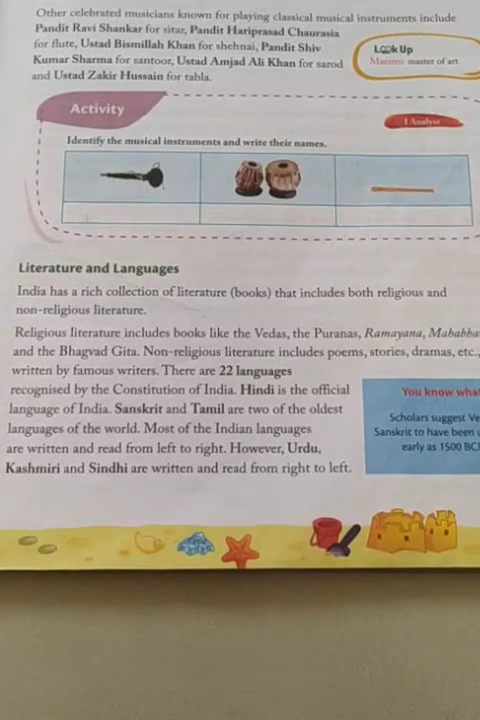 Other celebrated musicians known for playing classical musical instruments include
Pandit Ravi Shankar for sitar, Pandit Hariprasad Chaurasia
for flute, Ustad Bismillah Khan for shehnai, Pandit Shiv
Kumar Sharma for santoor, Ustad Amjad Ali Khan for sarod
and Ustad Zakir Hussain for tabla.
Look Up
Maestro: master of art
Activity
I Analyse
Identify the musical instruments and write their names.
Literature and Languages
India has a rich collection of literature (books) that includes both religious and
non-religious literature.
Religious literature includes books like the Vedas, the Puranas, Ramayana, Mahabha
and the Bhagvad Gita. Non-religious literature includes poems, stories, dramas, etc.,
written by famous writers. There are 22 languages
recognised by the Constitution of India. Hindi is the official
language of India. Sanskrit and Tamil are two of the oldest
languages of the world. Most of the Indian languages
are written and read from left to right. However, Urdu,
Kashmiri and Sindhi are written and read from right to left.
You know wha
Scholars suggest Ve
Sanskrit to have been
early as 1500 BC